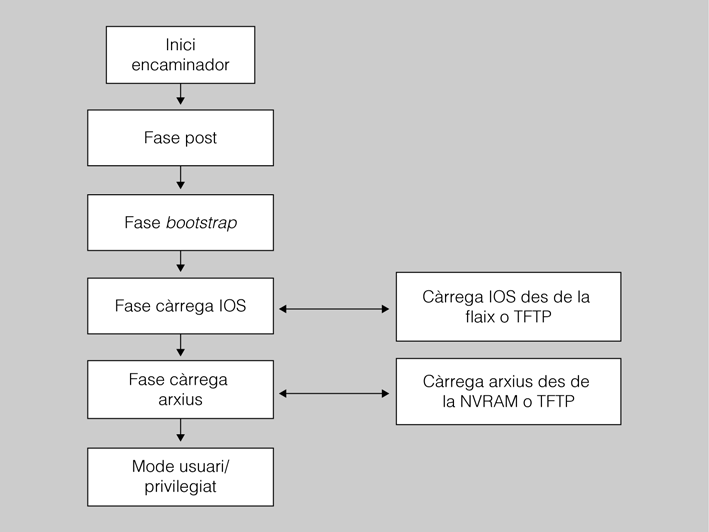 Inici
encaminador
Fase post
Fase bootstrap
Fase càrrega IOS
Càrrega IOS des de la
flaix o TFTP
Fase càrrega
arxius
Càrrega arxius des de
la NVRAM o TFTP
Mode usuari/
privilegiat